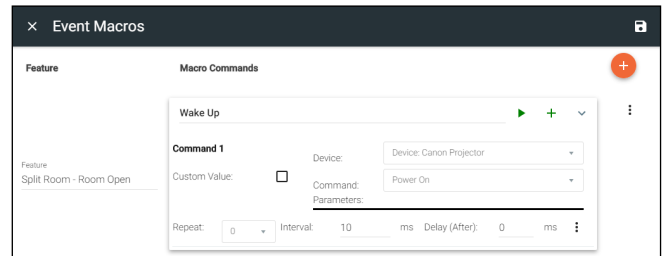 Event Macros
Feature Macro Commands
Wake Up
Command 1
Device: Device: Canon Projector
Feature
Split Room - Room Open
Custom Value:
Command: Power On
Parameters:
Repeat: 0 Interval: 10 ms Delay (After): 0 ms